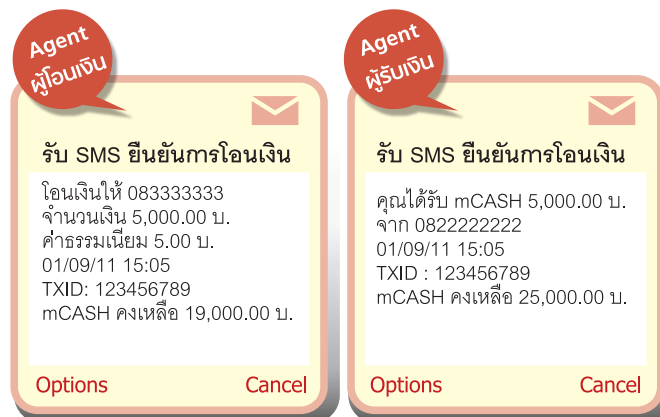 Agent
ผู้โอนเงิน
รับ SMS ยืนยันการโอนเงิน
โอนเงินให้ 083333333
จำนวนเงิน 5,000.00 บ.
ค่าธรรมเนียม 5.00 บ.
01/09/11 15:05
TXID: 123456789
mCASH คงเหลือ 19,000.00 บ.
Options Cancel
Agent
ผู้รับเงิน
รับ SMS ยืนยันการโอนเงิน
คุณได้รับ mCASH 5,000.00 บ.
จาก 0822222222
01/09/11 15:05
TXID : 123456789
mCASH คงเหลือ 25,000.00 บ.
Options Cancel